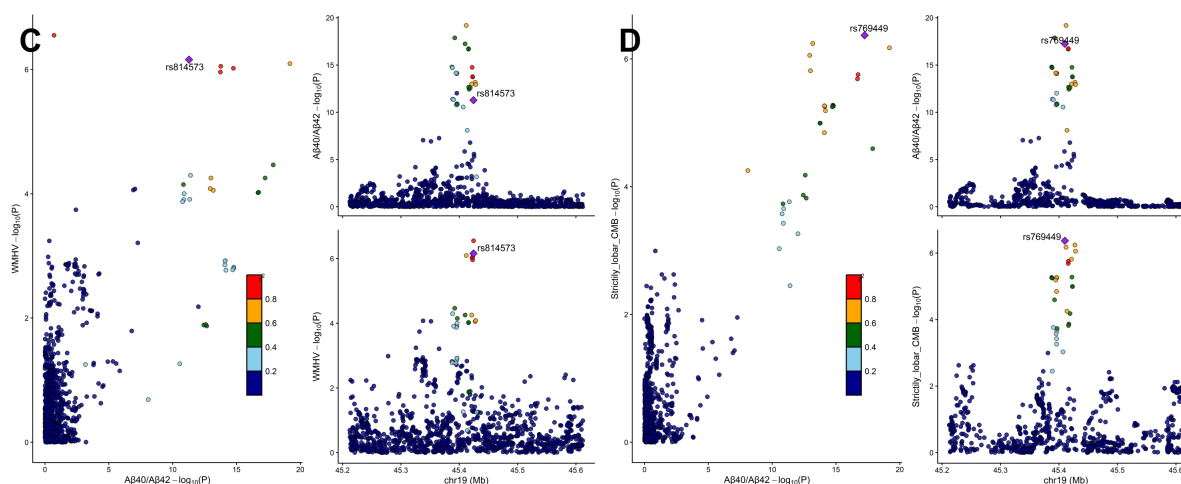 C
WMHV −log₁₀(P)
6
4
2
0
rs814573
r²
0.8
0.6
0.4
0.2
0 5 10 15 20
Aβ40/Aβ42 −log₁₀(P)
Aβ40/Aβ42 −log₁₀(P)
20
15
10
5
0
rs814573
WMHV −log₁₀(P)
6
4
2
0
rs814573
45.2 45.3 45.4 45.5 45.6
chr19 (Mb)
D
Strictily_lobar_CMB −log₁₀(P)
6
4
2
0
rs769449
0.8
0.6
0.4
0.2
0 5 10 15 20
Aβ40/Aβ42 −log₁₀(P)
Aβ40/Aβ42 −log₁₀(P)
20
15
10
5
0
rs769449
Strictily_lobar_CMB −log₁₀(P)
6
4
2
0
rs769449
45.2 45.3 45.4 45.5 45.6
chr19 (Mb)